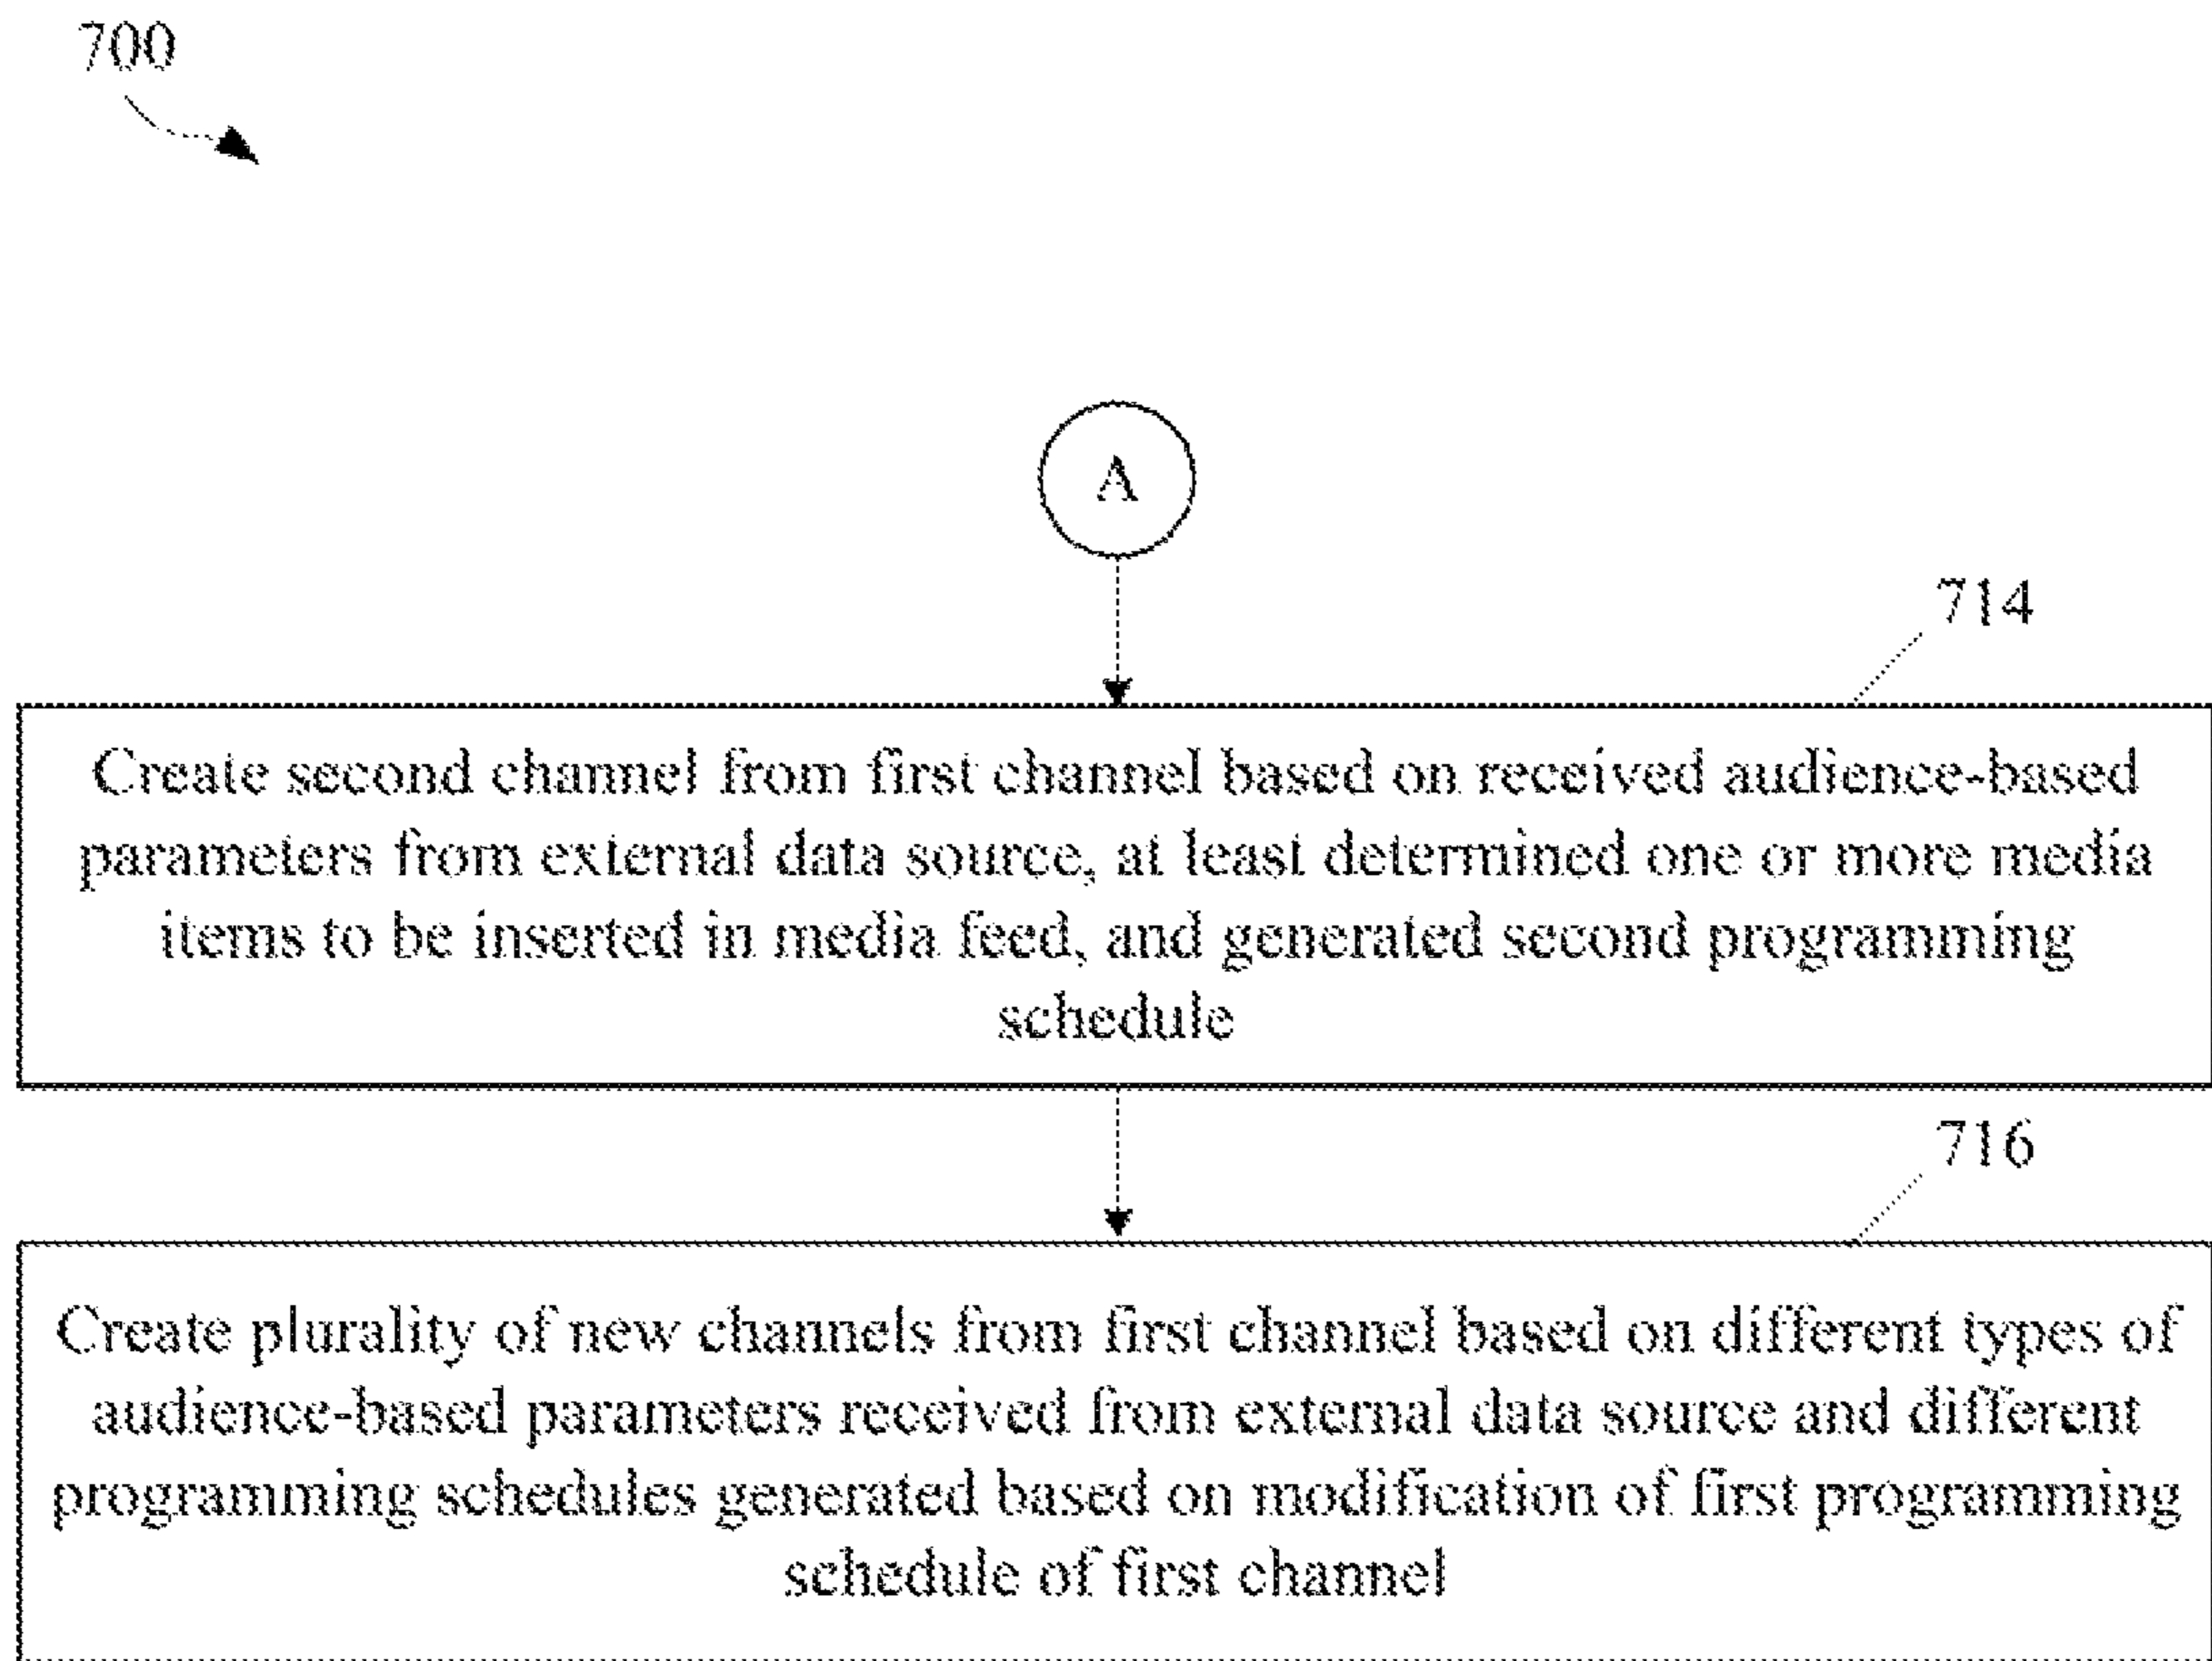 700
A
714
Create second channel from first channel based on received audience-based
parameters from external data source, at least determined one or more media
items to be inserted in media feed, and generated second programming
schedule
716
Create plurality of new channels from first channel based on different types of
audience-based parameters received from external data source and different
programming schedules generated based on modification of first programming
schedule of first channel